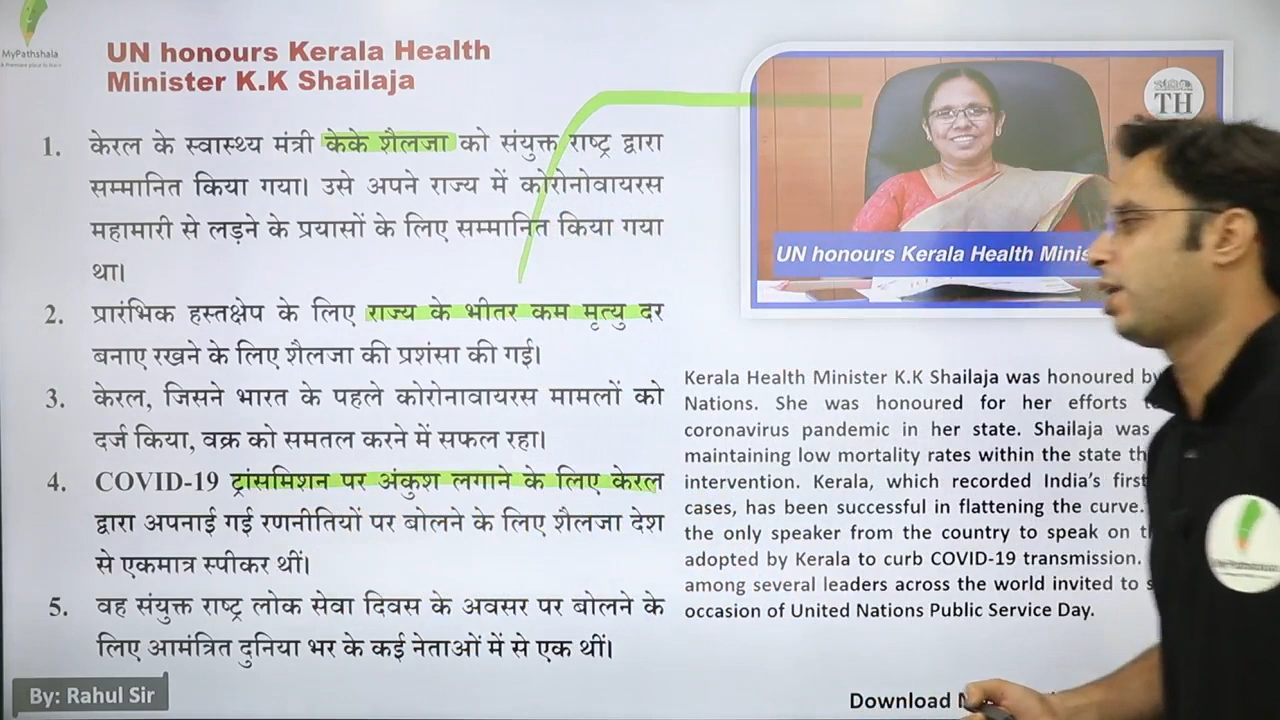 MyPathshala
UN honours Kerala Health
Minister K.K Shailaja
1. केरल के स्वास्थ्य मंत्री केके शैलजा को संयुक्त राष्ट्र द्वारा
सम्मानित किया गया। उसे अपने राज्य में कोरोनोवायरस
महामारी से लड़ने के प्रयासों के लिए सम्मानित किया गया
था।
2. प्रारंभिक हस्तक्षेप के लिए राज्य के भीतर कम मृत्यु दर
बनाए रखने के लिए शैलजा की प्रशंसा की गई।
3. केरल, जिसने भारत के पहले कोरोनावायरस मामलों को
दर्ज किया, वक्र को समतल करने में सफल रहा।
4. COVID-19 ट्रांसमिशन पर अंकुश लगाने के लिए केरल
द्वारा अपनाई गई रणनीतियों पर बोलने के लिए शैलजा देश
से एकमात्र स्पीकर थीं।
5. वह संयुक्त राष्ट्र लोक सेवा दिवस के अवसर पर बोलने के
लिए आमंत्रित दुनिया भर के कई नेताओं में से एक थीं।
By: Rahul Sir
TH
UN honours Kerala Health Minis
Kerala Health Minister K.K Shailaja was honoured by
Nations. She was honoured for her efforts
coronavirus pandemic in her state. Shailaja was
maintaining low mortality rates within the state th
intervention. Kerala, which recorded India's first
cases, has been successful in flattening the curve.
the only speaker from the country to speak on t
adopted by Kerala to curb COVID-19 transmission.
among several leaders across the world invited to s
occasion of United Nations Public Service Day.
Download